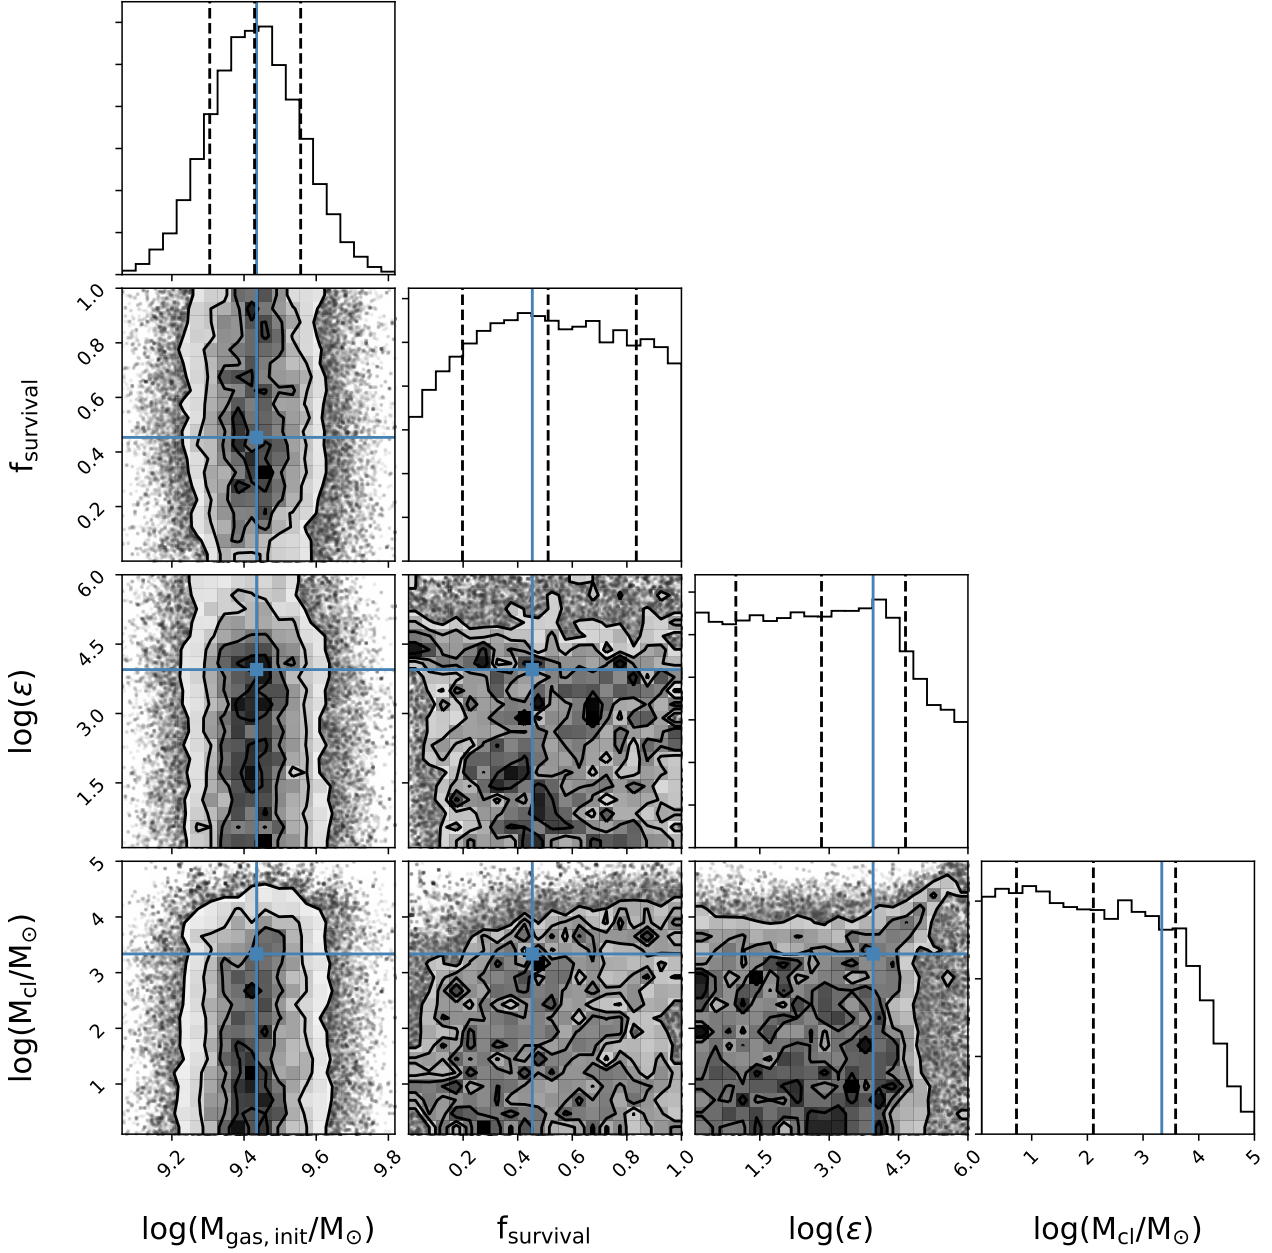 1.0
0.8
0.6
0.4
0.2
f_survival
6.0
4.5
3.0
1.5
log(ε)
5
4
3
2
1
log(M_cl/M_⊙)
9.2 9.4 9.6 9.8 0.2 0.4 0.6 0.8 1.0 1.5 3.0 4.5 6.0 1 2 3 4 5
log(M_gas, init/M_⊙) f_survival log(ε) log(M_cl/M_⊙)